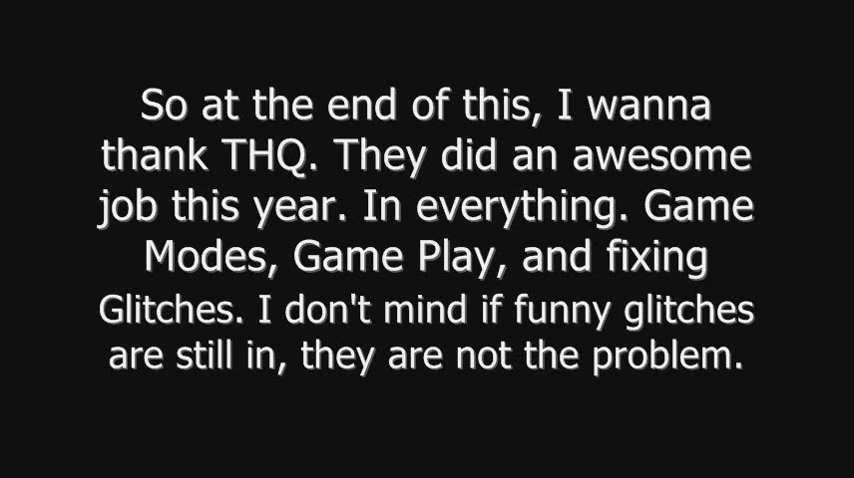 So at the end of this, I wanna
thank THQ. They did an awesome
job this year. In everything. Game
Modes, Game Play, and fixing
Glitches. I don't mind if funny glitches
are still in, they are not the problem.